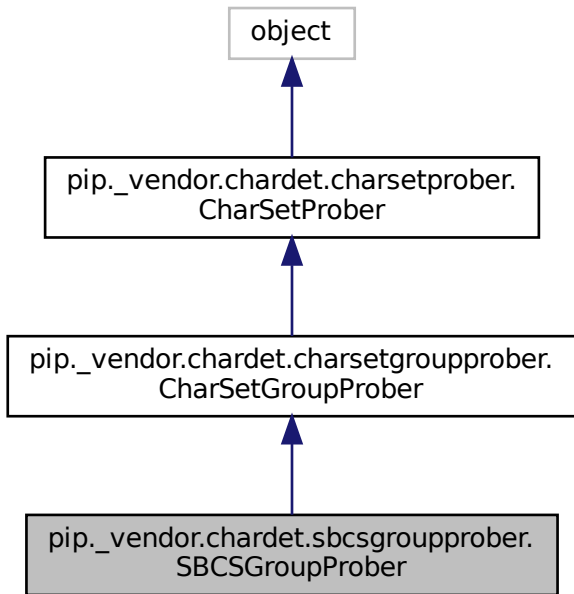 object
pip._vendor.chardet.charsetprober.
CharSetProber
pip._vendor.chardet.charsetgroupprober.
CharSetGroupProber
pip._vendor.chardet.sbcsgroupprober.
SBCSGroupProber